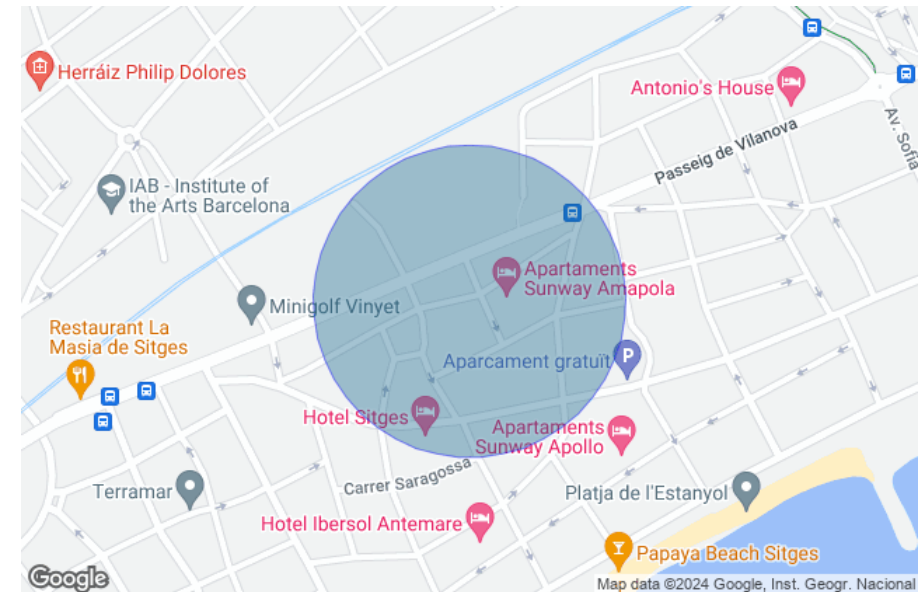 Herráiz Philip Dolores
Antonio's House
Passeig de Vilanova
Av. Sofia
IAB - Institute of
the Arts Barcelona
Apartaments
Sunway Amapola
Minigolf Vinyet
Restaurant La
Masia de Sitges
Aparcament gratuït
P
Hotel Sitges
Apartaments
Sunway Apollo
Carrer Saragossa
Terramar
Platja de l'Estanyol
Hotel Ibersol Antemare
Papaya Beach Sitges
Google
Map data ©2024 Google, Inst. Geogr. Nacional